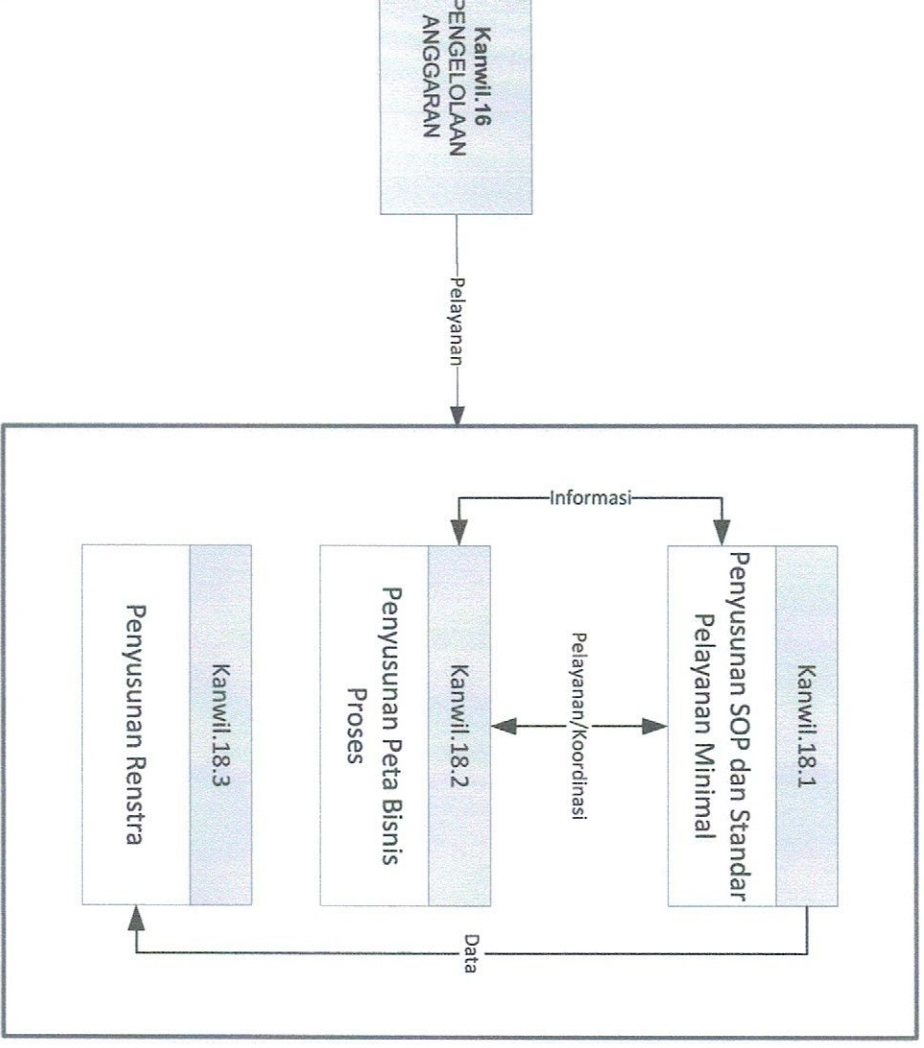 Kanwil.16
PENGELOLAAN
ANGGARAN
Pelayanan
Informasi
Kanwil.18.1
Penyusunan SOP dan Standar
Pelayanan Minimal
Pelayanan/Koordinasi
Kanwil.18.2
Penyusunan Peta Bisnis
Proses
Kanwil.18.3
Penyusunan Renstra
Data